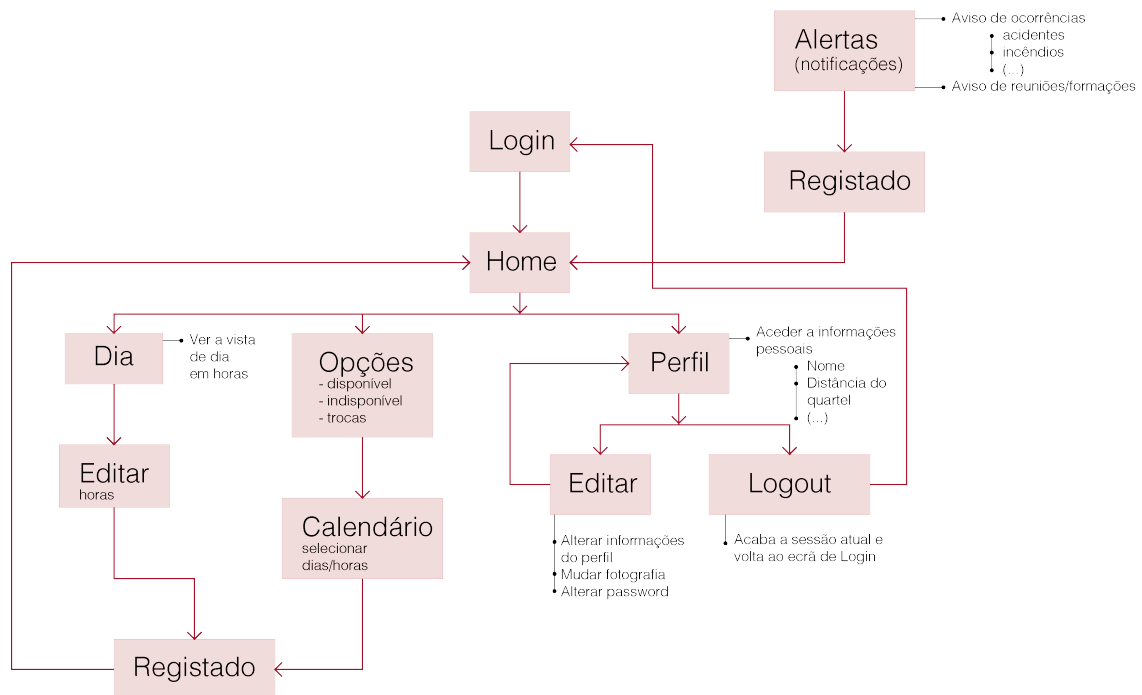 Alertas
(notificações)
Aviso de ocorrências
acidentes
incêndios
(...)
Aviso de reuniões/formações
Login
Registado
Home
Dia
Ver a vista
de dia
em horas
Opções
- disponível
- indisponível
- trocas
Perfil
Aceder a informações
pessoais
Nome
Distância do
quartel
(...)
Editar
horas
Calendário
selecionar
dias/horas
Editar
Alterar informações
do perfil
Mudar fotografia
Alterar password
Logout
Acaba a sessão atual e
volta ao ecrã de Login
Registado